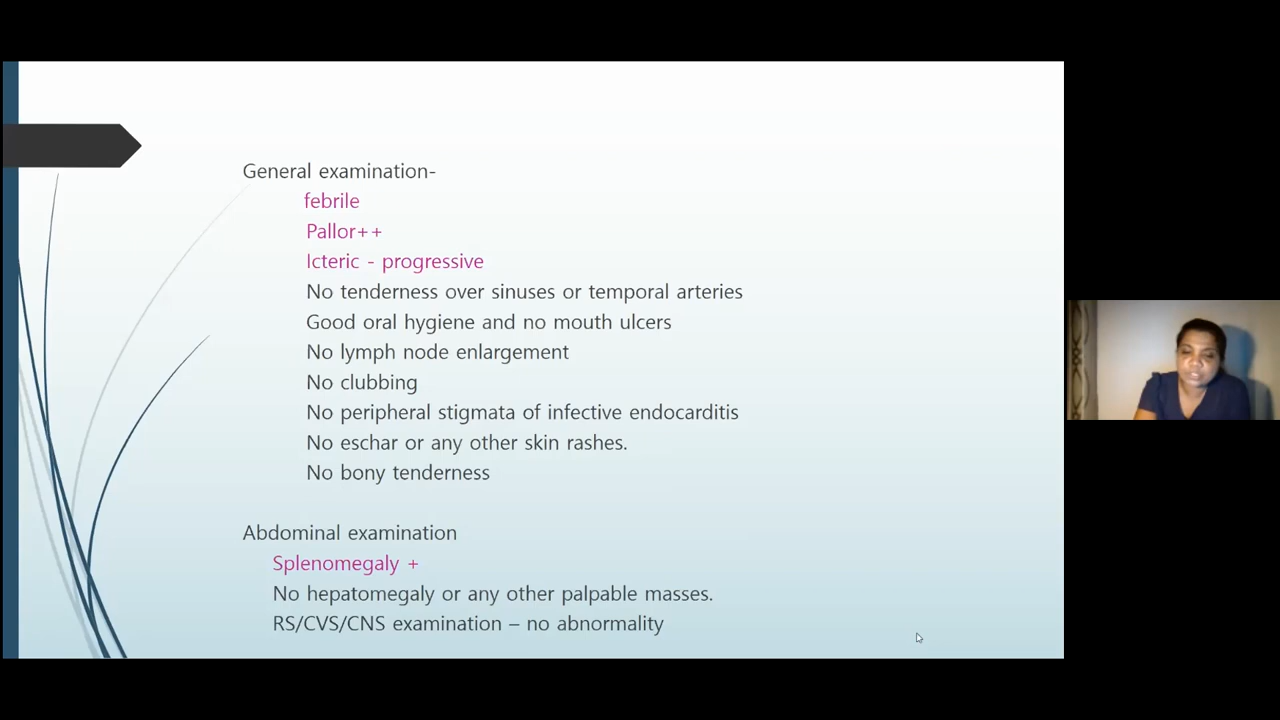 General examination-
febrile
Pallor++
Icteric - progressive
No tenderness over sinuses or temporal arteries
Good oral hygiene and no mouth ulcers
No lymph node enlargement
No clubbing
No peripheral stigmata of infective endocarditis
No eschar or any other skin rashes.
No bony tenderness
Abdominal examination
Splenomegaly +
No hepatomegaly or any other palpable masses.
RS/CVS/CNS examination – no abnormality